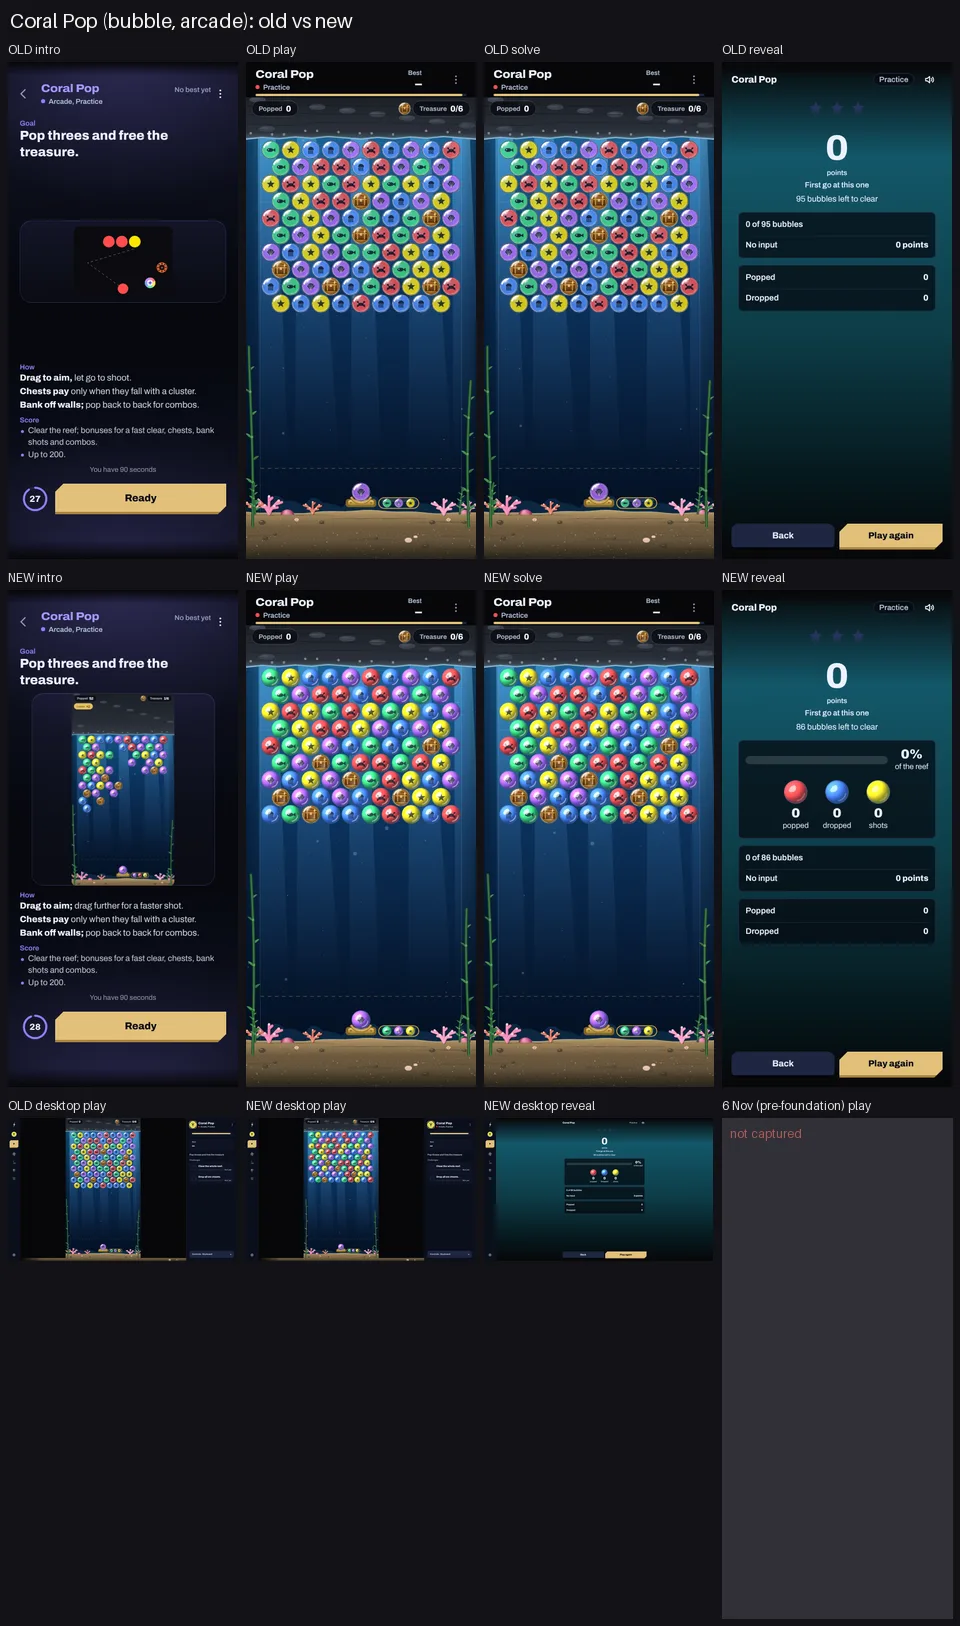 Coral Pop (bubble, arcade): old vs new
OLD intro
OLD play
OLD solve
OLD reveal
Coral Pop
Arcade, Practice
No best yet
Goal
Pop threes and free the
treasure.
How
Drag to aim, let go to shoot.
Chests pay only when they fall with a cluster.
Bank off walls; pop back to back for combos.
Score
Clear the reef; bonuses for a fast clear, chests, bank
shots and combos.
Up to 200.
You have 90 seconds
27
Ready
Coral Pop
Practice
Best
Popped 0
Treasure 0/6
Coral Pop
Practice
Best
Popped 0
Treasure 0/6
Coral Pop
Practice
0
points
First go at this one
95 bubbles left to clear
0 of 95 bubbles
No input 0 points
Popped 0
Dropped 0
Back
Play again
NEW intro
NEW play
NEW solve
NEW reveal
Coral Pop
Arcade, Practice
No best yet
Goal
Pop threes and free the
treasure.
How
Drag to aim; drag further for a faster shot.
Chests pay only when they fall with a cluster.
Bank off walls; pop back to back for combos.
Score
Clear the reef; bonuses for a fast clear, chests, bank
shots and combos.
Up to 200.
You have 90 seconds
28
Ready
Coral Pop
Practice
Best
Popped 0
Treasure 0/6
Coral Pop
Practice
Best
Popped 0
Treasure 0/6
Coral Pop
Practice
0
points
First go at this one
86 bubbles left to clear
0%
of the reef
0 0 0
popped dropped shots
0 of 86 bubbles
No input 0 points
Popped 0
Dropped 0
Back
Play again
OLD desktop play
NEW desktop play
NEW desktop reveal
6 Nov (pre-foundation) play
Coral Pop
Coral Pop
not captured